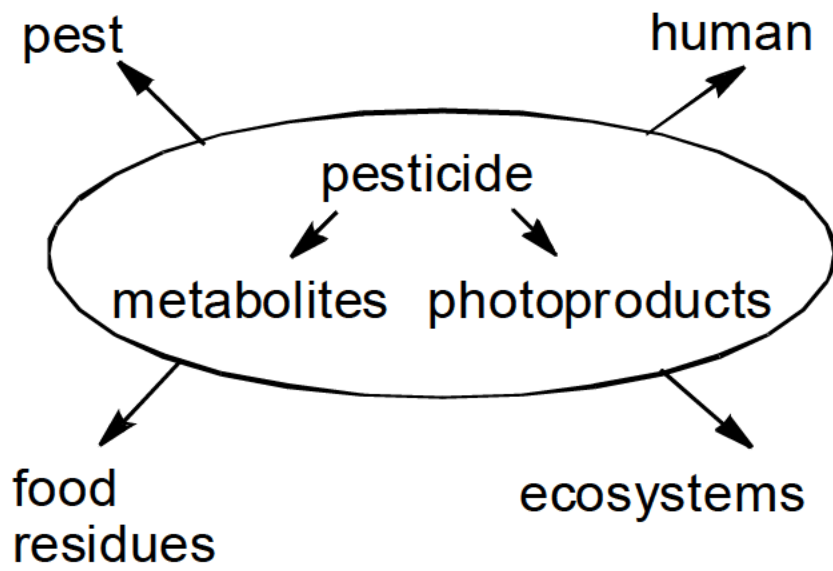 pest
human
pesticide
metabolites
photoproducts
food
residues
ecosystems